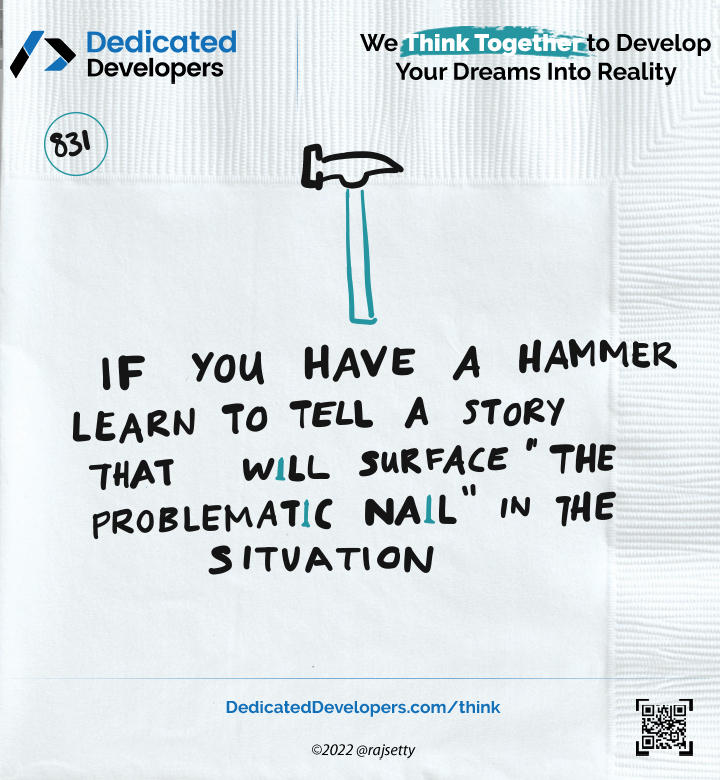 Dedicated
Developers
We Think Together to Develop
Your Dreams Into Reality
831
IF YOU HAVE A HAMMER
LEARN TO TELL A STORY
THAT WILL SURFACE "THE
PROBLEMATIC NAIL" IN THE
SITUATION
DedicatedDevelopers.com/think
©2022 @rajsetty